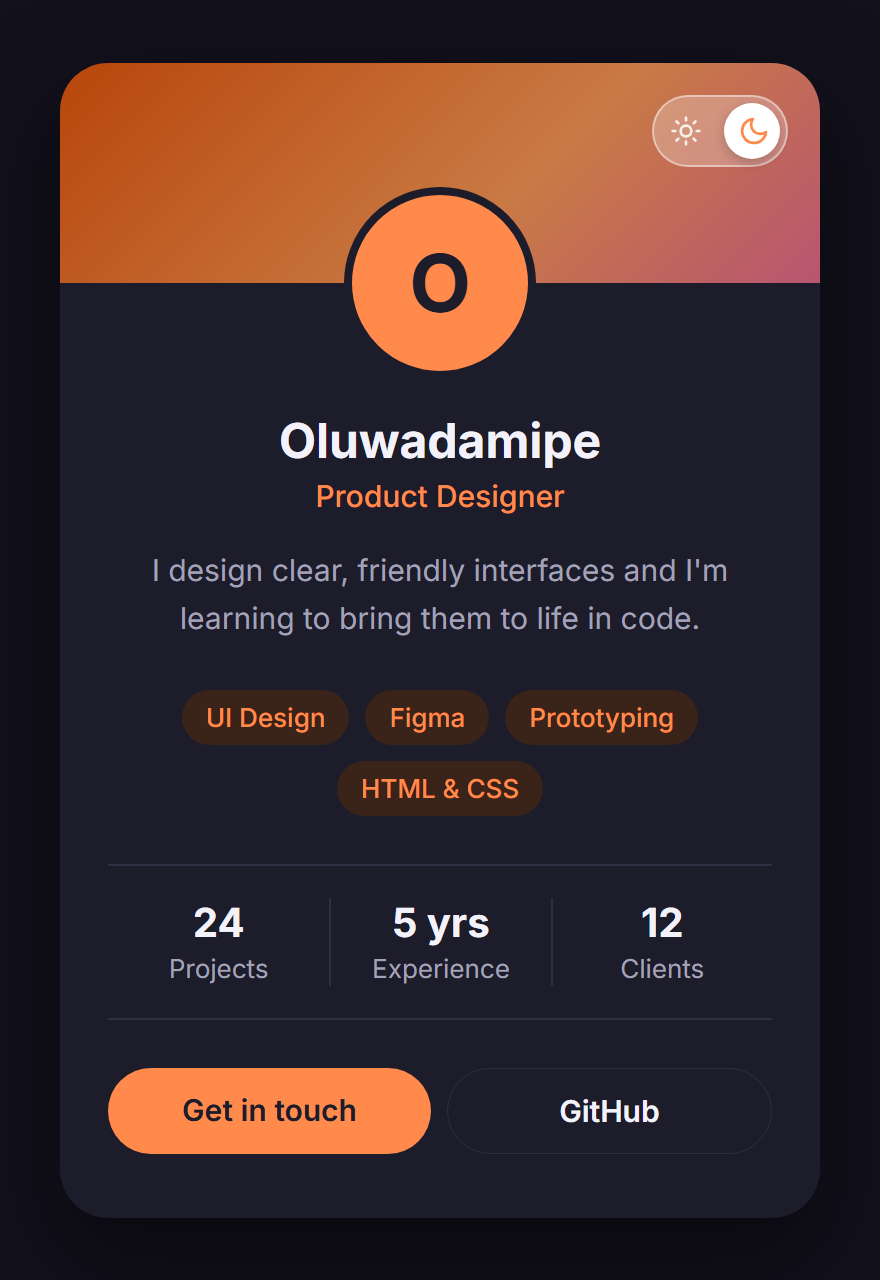 O
Oluwadamipe
Product Designer
I design clear, friendly interfaces and I'm
learning to bring them to life in code.
UI Design Figma Prototyping
HTML & CSS
24 5 yrs 12
Projects Experience Clients
Get in touch GitHub